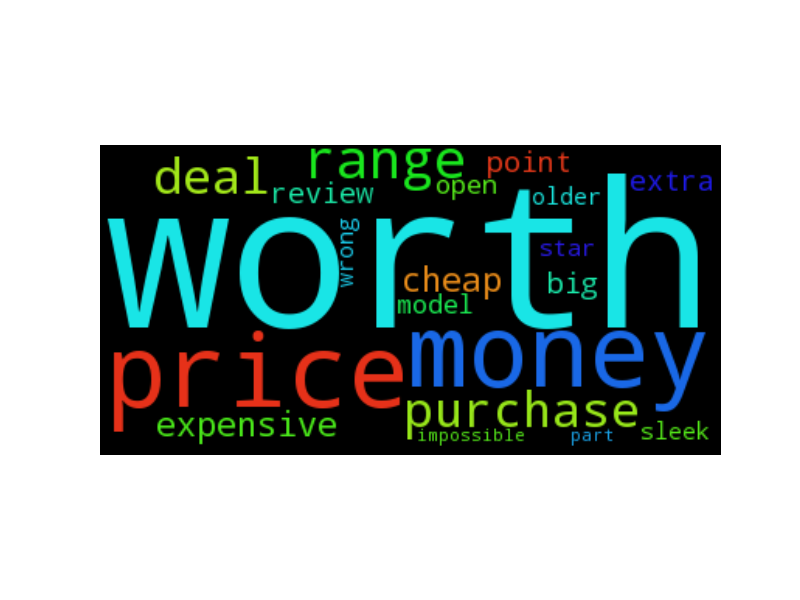 deal range point
review open older extra
worth
wrong
star
cheap big
model
price money
purchase
expensive
impossible part sleek